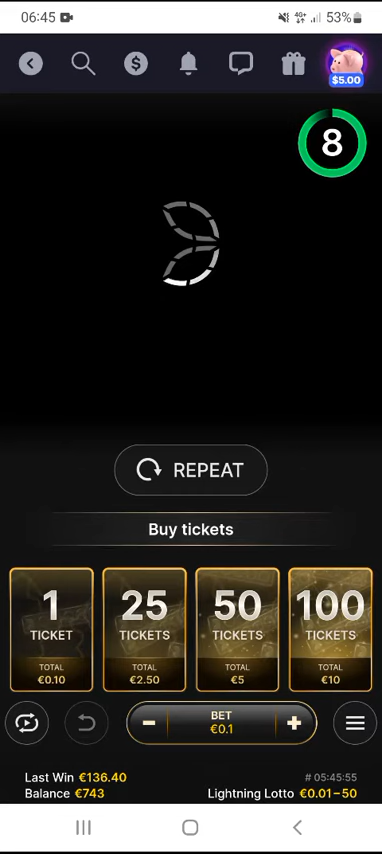 06:45 4G+ 53%
$5.00
8
REPEAT
Buy tickets
1 25 50 100
TICKET TICKETS TICKETS TICKETS
TOTAL TOTAL TOTAL TOTAL
€0.10 €2.50 €5 €10
BET
€0.1
Last Win €136.40 # 05:45:55
Balance €743 Lightning Lotto €0.01–50